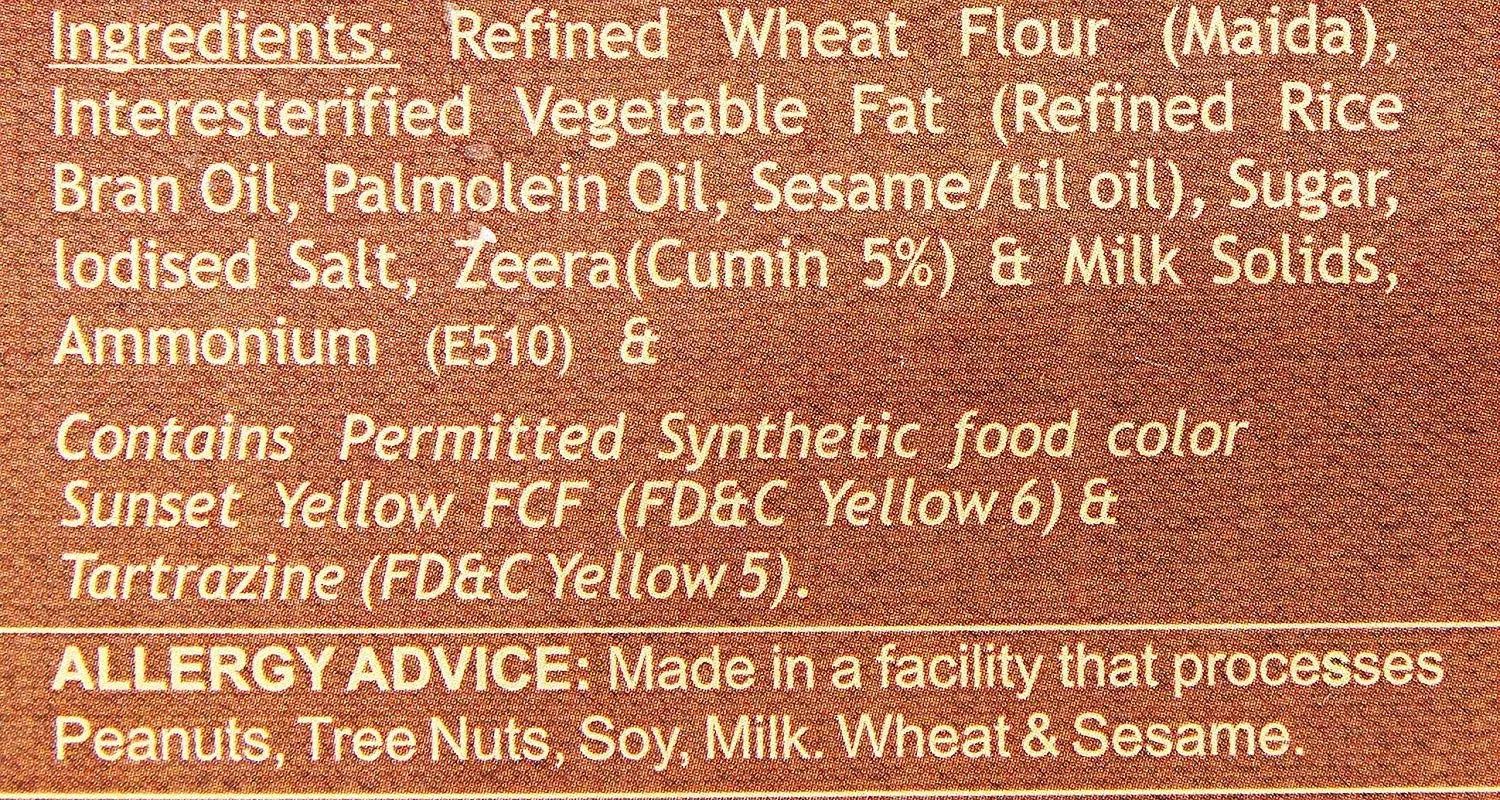 Ingredients: Refined Wheat Flour (Maida),
Interesterified Vegetable Fat (Refined Rice
Bran Oil, Palmolein Oil, Sesame/til oil), Sugar,
Iodised Salt, Zeera(Cumin 5%) & Milk Solids,
Ammonium (E510) &
Contains Permitted Synthetic food color
Sunset Yellow FCF (FD&C Yellow 6) &
Tartrazine (FD&C Yellow 5).
ALLERGY ADVICE: Made in a facility that processes
Peanuts, Tree Nuts, Soy, Milk. Wheat & Sesame.